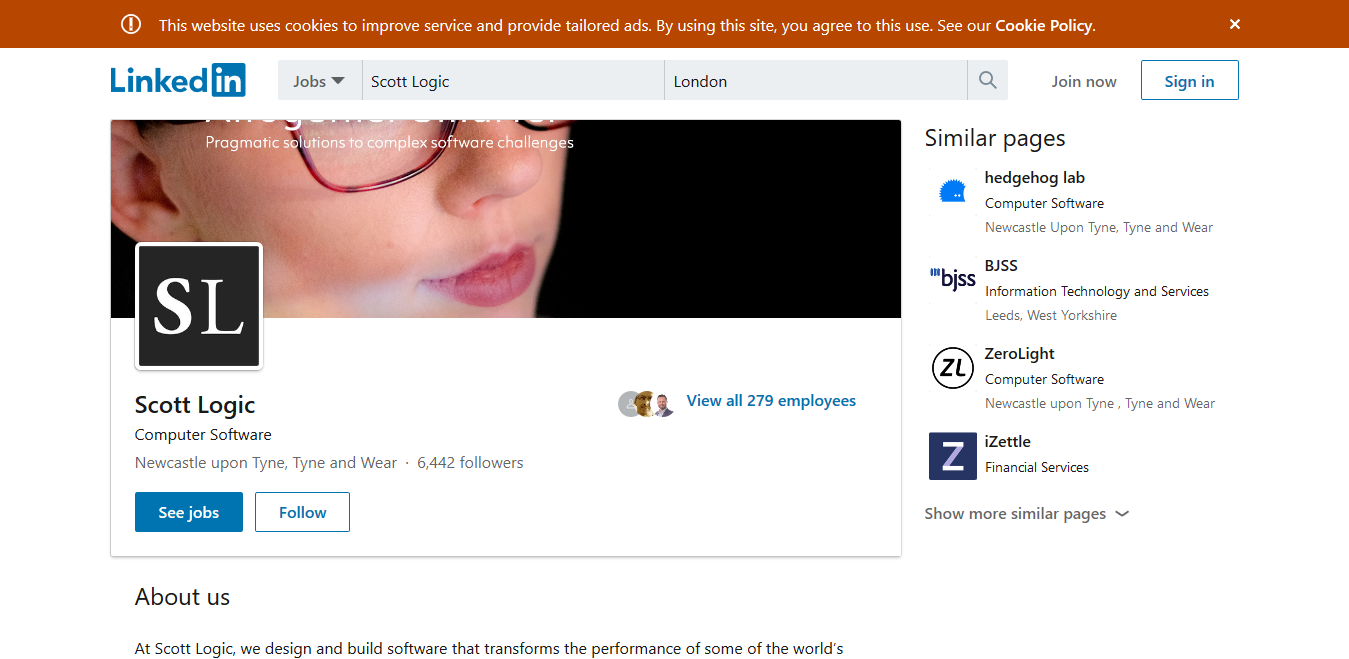 This website uses cookies to improve service and provide tailored ads. By using this site, you agree to this use. See our Cookie Policy.
Linked in
Jobs
Scott Logic
London
Join now
Sign in
Pragmatic solutions to complex software challenges
SL
Scott Logic
Computer Software
Newcastle upon Tyne, Tyne and Wear · 6,442 followers
View all 279 employees
See jobs
Follow
About us
At Scott Logic, we design and build software that transforms the performance of some of the world’s
Similar pages
hedgehog lab
Computer Software
Newcastle Upon Tyne, Tyne and Wear
bjss
BJSS
Information Technology and Services
Leeds, West Yorkshire
ZL
ZeroLight
Computer Software
Newcastle upon Tyne , Tyne and Wear
Z
iZettle
Financial Services
Show more similar pages